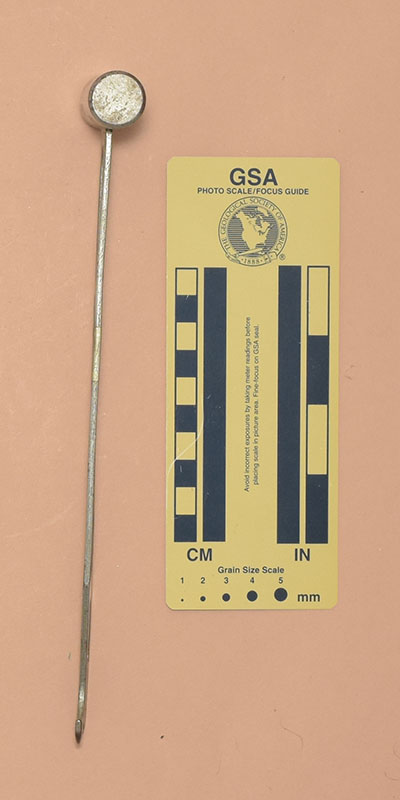 GSA
PHOTO SCALE/FOCUS GUIDE
THE GEOLOGICAL SOCIETY OF AMERICA
1888
®
Avoid incorrect exposures by taking meter readings before
placing scale in picture area. Fine-focus on GSA seal.
CM IN
Grain Size Scale
1 2 3 4 5
mm